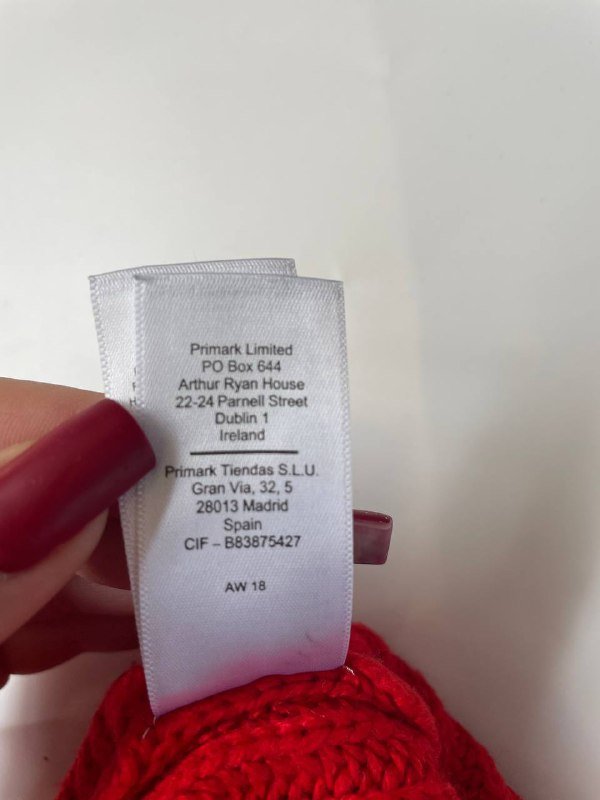 Primark Limited
PO Box 644
Arthur Ryan House
22-24 Parnell Street
Dublin 1
Ireland
Primark Tiendas S.L.U.
Gran Via, 32, 5
28013 Madrid
Spain
CIF – B83875427
AW 18